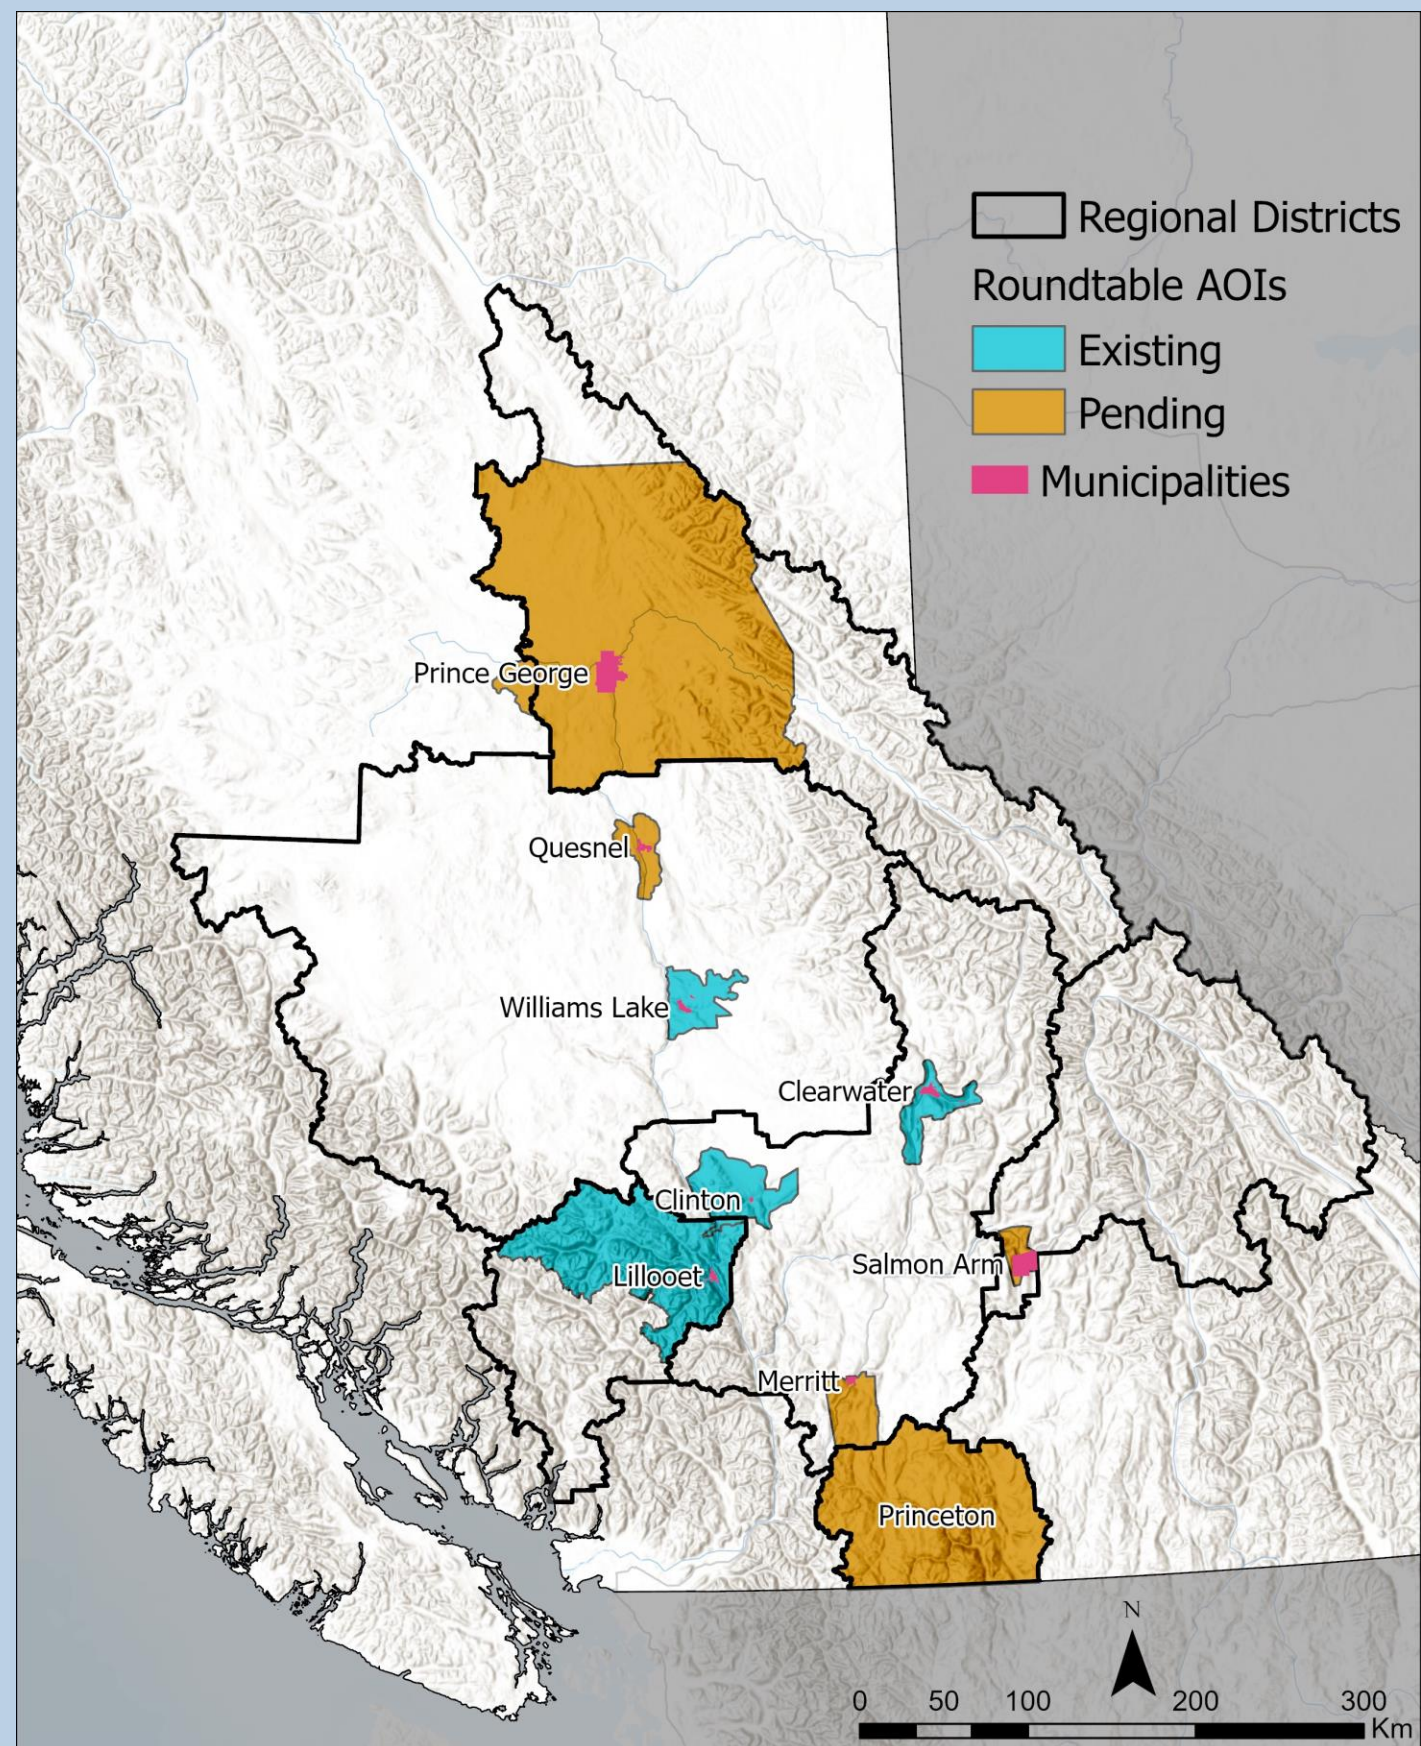 Regional Districts
Roundtable AOIs
Existing
Pending
Municipalities
Prince George
Quesnel
Williams Lake
Clearwater
Clinton
Salmon Arm
Lillooet
Merritt
Princeton
N
0 50 100 200 300
Km